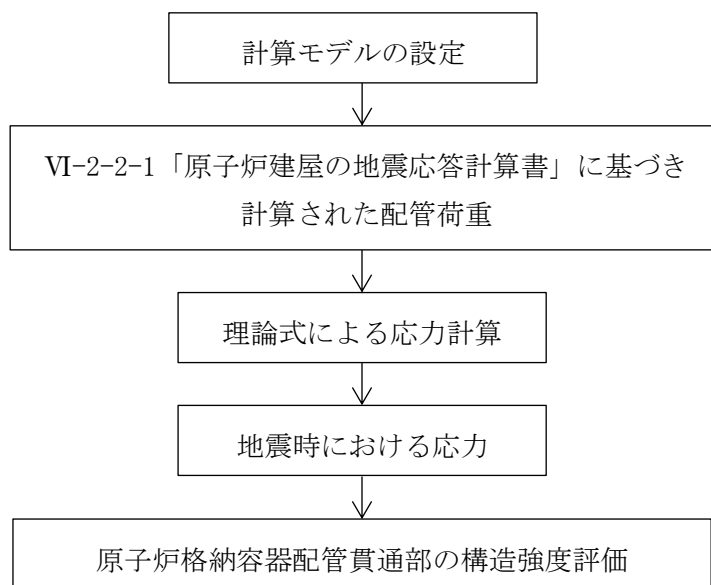 計算モデルの設定
Ⅵ-2-2-1「原子炉建屋の地震応答計算書」に基づき
計算された配管荷重
理論式による応力計算
地震時における応力
原子炉格納容器配管貫通部の構造強度評価